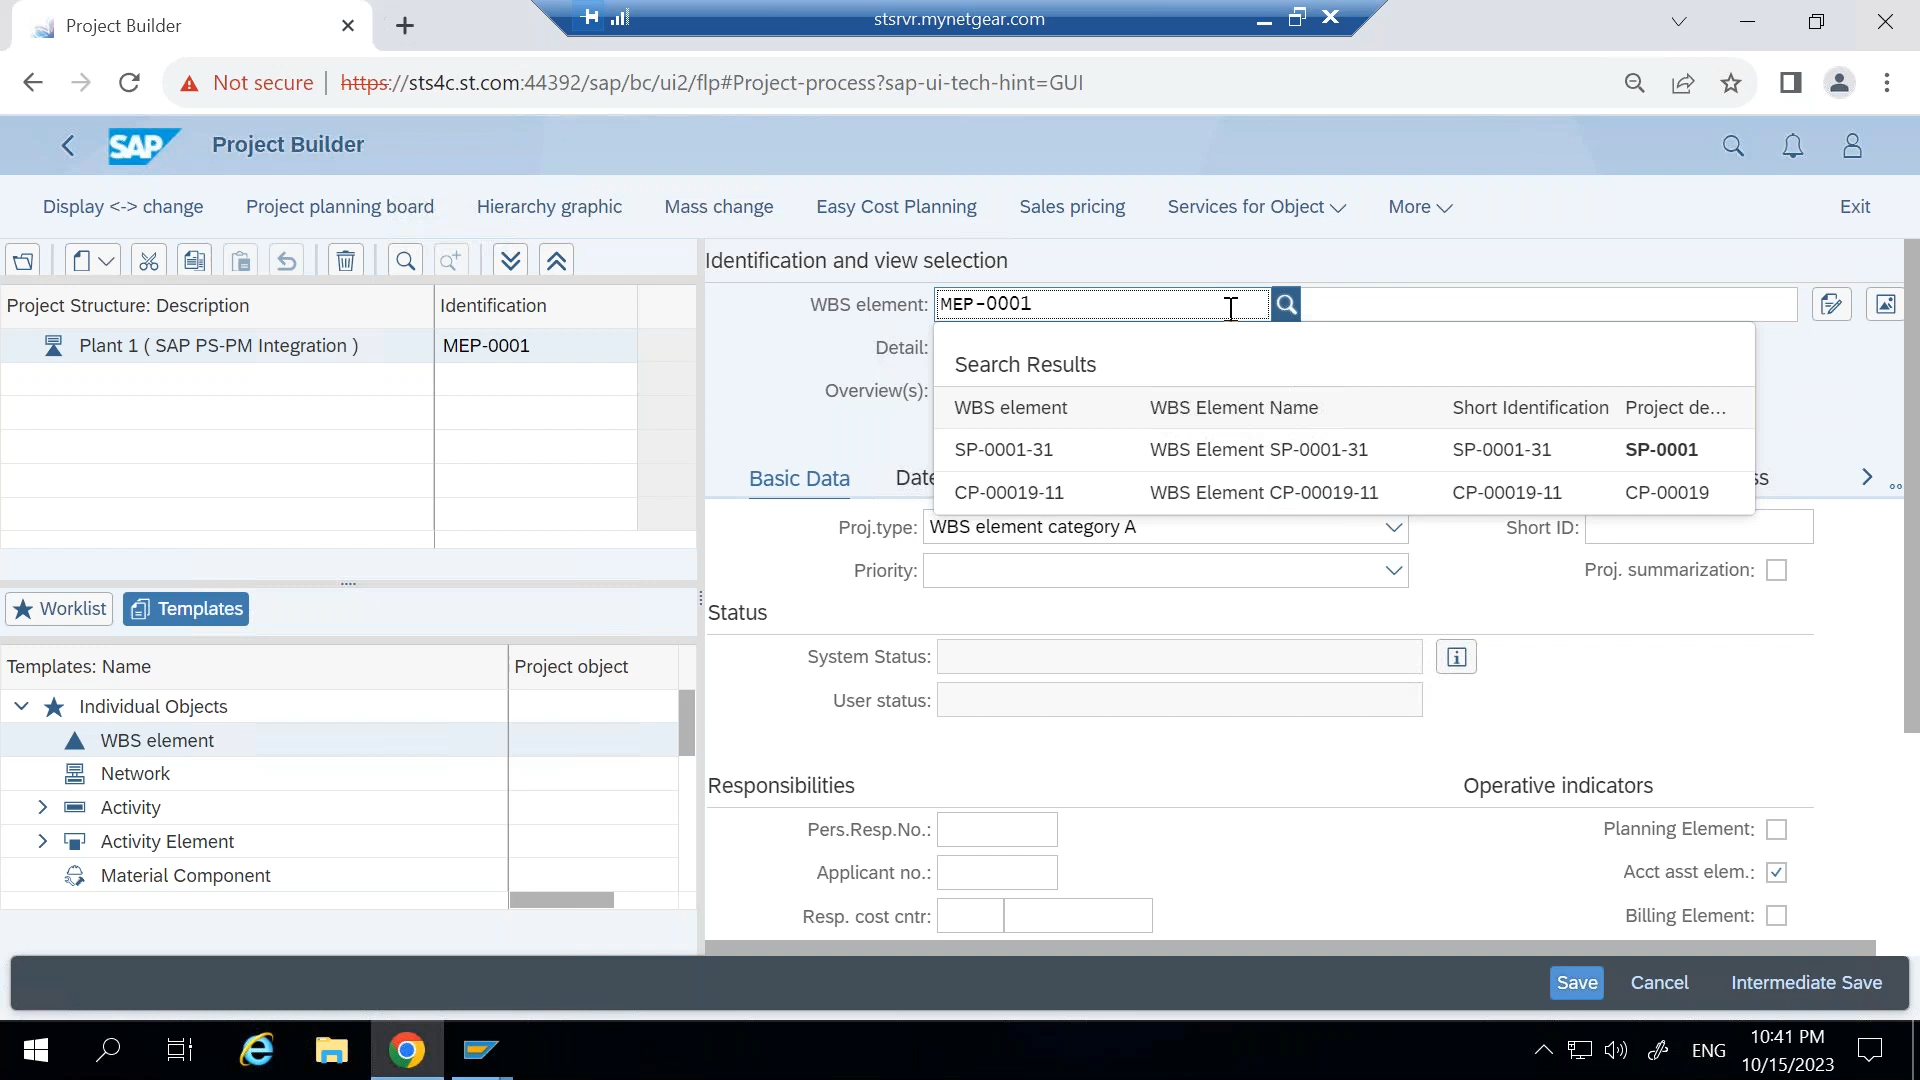 Project Builder
stsrvr.mynetgear.com
Not secure
https://sts4c.st.com:44392/sap/bc/ui2/flp#Project-process?sap-ui-tech-hint=GUI
SAP
Project Builder
Display <-> change
Project planning board
Hierarchy graphic
Mass change
Easy Cost Planning
Sales pricing
Services for Object
More
Exit
Project Structure: Description
Identification
Plant 1 ( SAP PS-PM Integration )
MEP-0001
Worklist
Templates
Templates: Name
Project object
Individual Objects
WBS element
Network
Activity
Activity Element
Material Component
Identification and view selection
WBS element:
MEP-0001
Detail:
Overview(s):
Search Results
WBS element
WBS Element Name
Short Identification
Project de...
SP-0001-31
WBS Element SP-0001-31
SP-0001-31
SP-0001
CP-00019-11
WBS Element CP-00019-11
CP-00019-11
CP-00019
Basic Data
Proj.type:
WBS element category A
Short ID:
Priority:
Proj. summarization:
Status
System Status:
User status:
Responsibilities
Operative indicators
Pers.Resp.No.:
Planning Element:
Applicant no.:
Acct asst elem.:
Resp. cost cntr:
Billing Element:
Save
Cancel
Intermediate Save
ENG
10:41 PM
10/15/2023